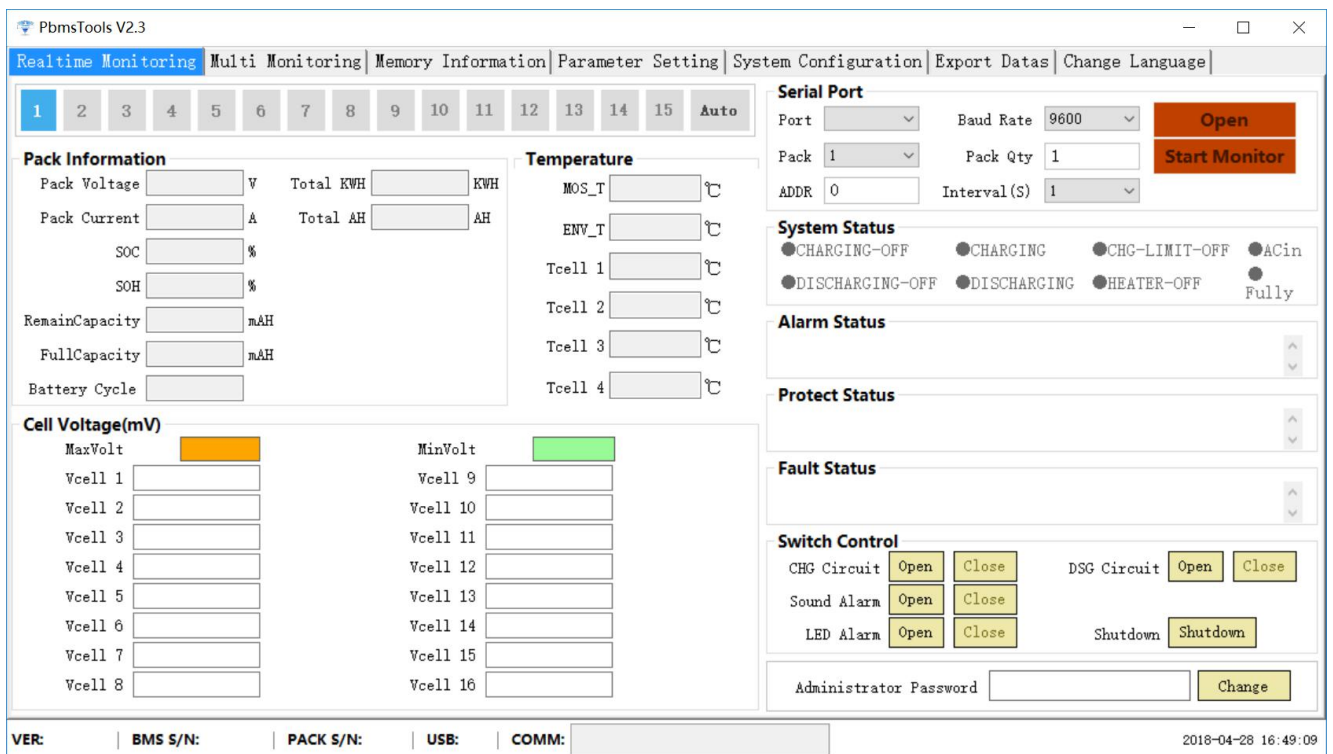 PbmsTools V2.3
Realtime Monitoring Multi Monitoring Memory Information Parameter Setting System Configuration Export Datas Change Language
1 2 3 4 5 6 7 8 9 10 11 12 13 14 15 Auto
Pack Information
Pack Voltage V Total KWH KWH
Pack Current A Total AH AH
SOC %
SOH %
RemainCapacity mAH
FullCapacity mAH
Battery Cycle
Temperature
MOS_T ℃
ENV_T ℃
Tcell 1 ℃
Tcell 2 ℃
Tcell 3 ℃
Tcell 4 ℃
Cell Voltage(mV)
MaxVolt MinVolt
Vcell 1 Vcell 9
Vcell 2 Vcell 10
Vcell 3 Vcell 11
Vcell 4 Vcell 12
Vcell 5 Vcell 13
Vcell 6 Vcell 14
Vcell 7 Vcell 15
Vcell 8 Vcell 16
Serial Port
Port Baud Rate 9600 Open
Pack 1 Pack Qty 1 Start Monitor
ADDR 0 Interval(S) 1
System Status
CHARGING-OFF CHARGING CHG-LIMIT-OFF ACin
DISCHARGING-OFF DISCHARGING HEATER-OFF Fully
Alarm Status
Protect Status
Fault Status
Switch Control
CHG Circuit Open Close DSG Circuit Open Close
Sound Alarm Open Close
LED Alarm Open Close Shutdown Shutdown
Administrator Password Change
VER: BMS S/N: PACK S/N: USB: COMM: 2018-04-28 16:49:09